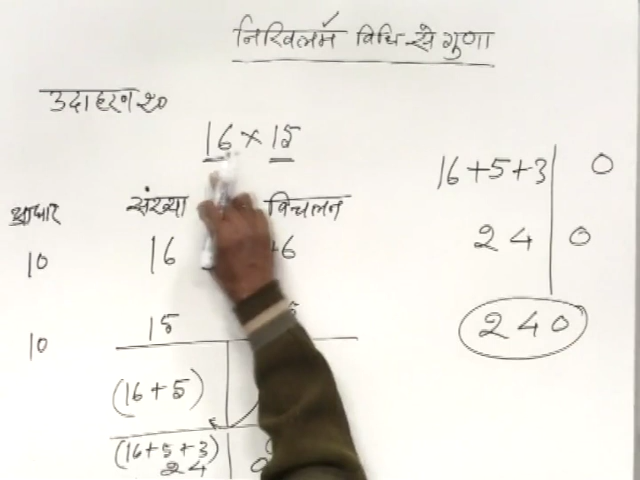 निखिलम् विधि से गुणा
उदाहरण
16 × 15
आधार संख्या विचलन
10 16 +6
10 15
(16 + 5)
(16 + 5 + 3)
24 0
16 + 5 + 3 0
24 0
240